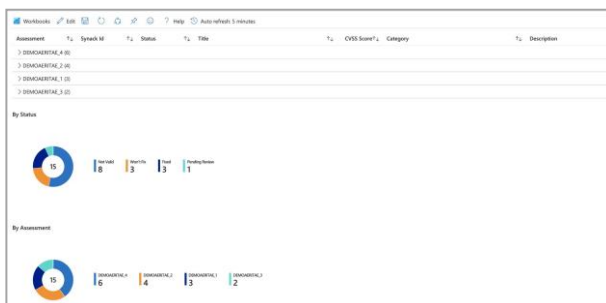 Workbooks Edit ? Help Auto refresh: 5 minutes
Assessment ↑↓ Synack Id ↑↓ Status ↑↓ Title ↑↓ CVSS Score↑↓ Category ↑↓ Description
> DEMOAERITAE_4 (6)
> DEMOAERITAE_2 (4)
> DEMOAERITAE_1 (3)
> DEMOAERITAE_3 (2)
By Status
15
Not Valid Won't Fix Fixed Pending Review
8 3 3 1
By Assessment
15
DEMOAERITAE_4 DEMOAERITAE_2 DEMOAERITAE_1 DEMOAERITAE_3
6 4 3 2